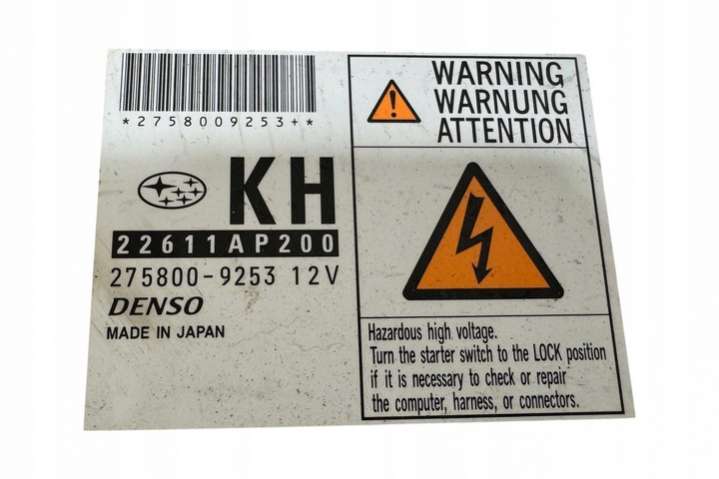 *2758009253+*
KH
22611AP200
275800-9253 12V
DENSO
MADE IN JAPAN
WARNING
WARNUNG
ATTENTION
Hazardous high voltage.
Turn the starter switch to the LOCK position
if it is necessary to check or repair
the computer, harness, or connectors.